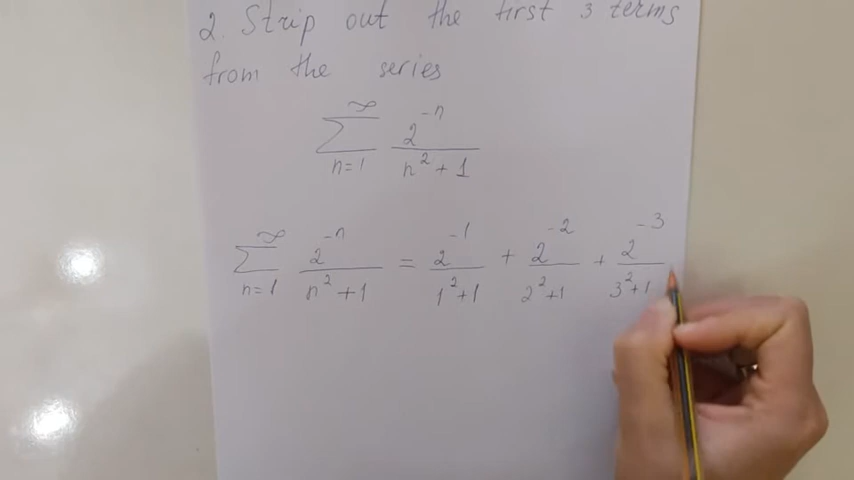 2. Strip out the first 3 terms
from the series
∞ ∑ n=1 2^-n / n^2 + 1
∞ ∑ n=1 2^-n / n^2 + 1 = 2^-1 / 1^2 + 1 + 2^-2 / 2^2 + 1 + 2^-3 / 3^2 + 1